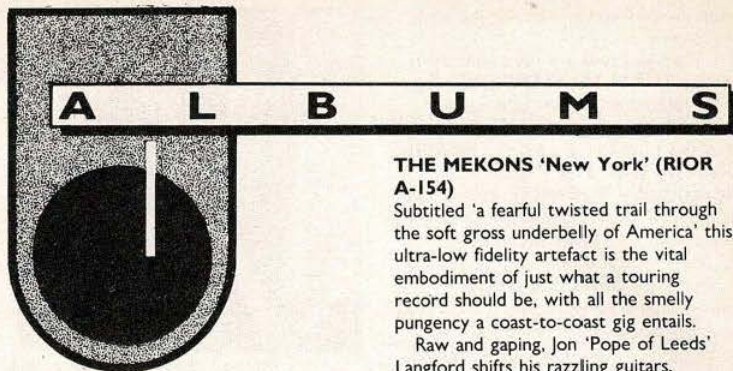 ALBUMS
THE MEKONS 'New York' (RIOR
A-154)
Subtitled 'a fearful twisted trail through
the soft gross underbelly of America' this
ultra-low fidelity artefact is the vital
embodiment of just what a touring
record should be, with all the smelly
pungency a coast-to-coast gig entails.
Raw and gaping, Jon 'Pope of Leeds'
Langford shifts his razzling guitars,